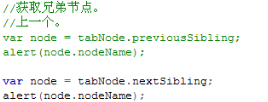 //获取兄弟节点。
//上一个。
var node = tabNode.previousSibling;
alert(node.nodeName);
var node = tabNode.nextSibling;
alert(node.nodeName);